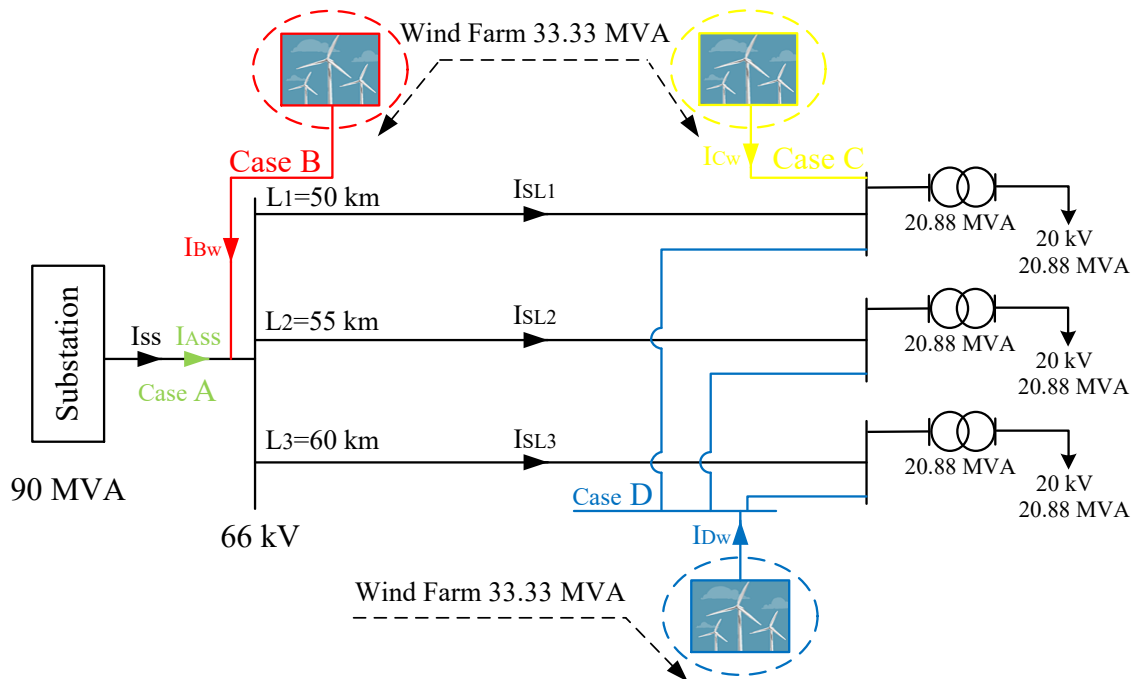 Wind Farm 33.33 MVA
Case B
ICw
Case C
L1=50 km
ISL1
20.88 MVA
20 kV
20.88 MVA
IBw
Substation
ISS
IASS
Case A
L2=55 km
ISL2
20.88 MVA
20 kV
20.88 MVA
L3=60 km
ISL3
20.88 MVA
20 kV
20.88 MVA
90 MVA
66 kV
Case D
IDw
Wind Farm 33.33 MVA